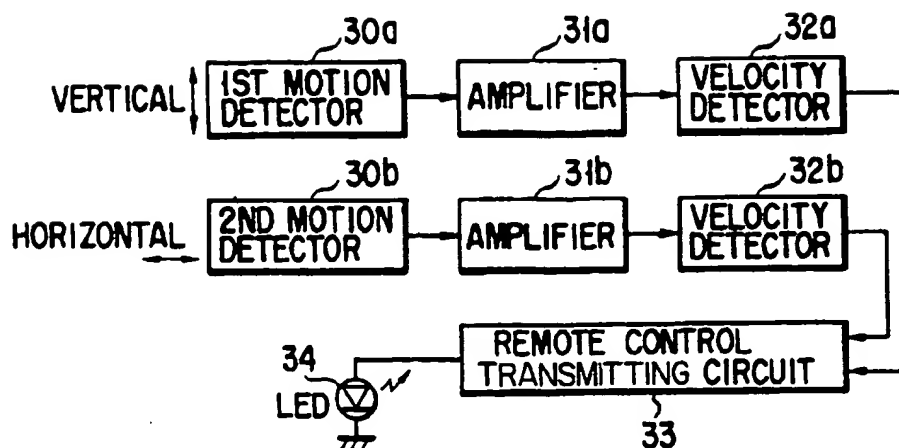 30a
31a
32a
VERTICAL
1ST MOTION
DETECTOR
AMPLIFIER
VELOCITY
DETECTOR
30b
31b
32b
HORIZONTAL
2ND MOTION
DETECTOR
AMPLIFIER
VELOCITY
DETECTOR
34
LED
REMOTE CONTROL
TRANSMITTING CIRCUIT
33